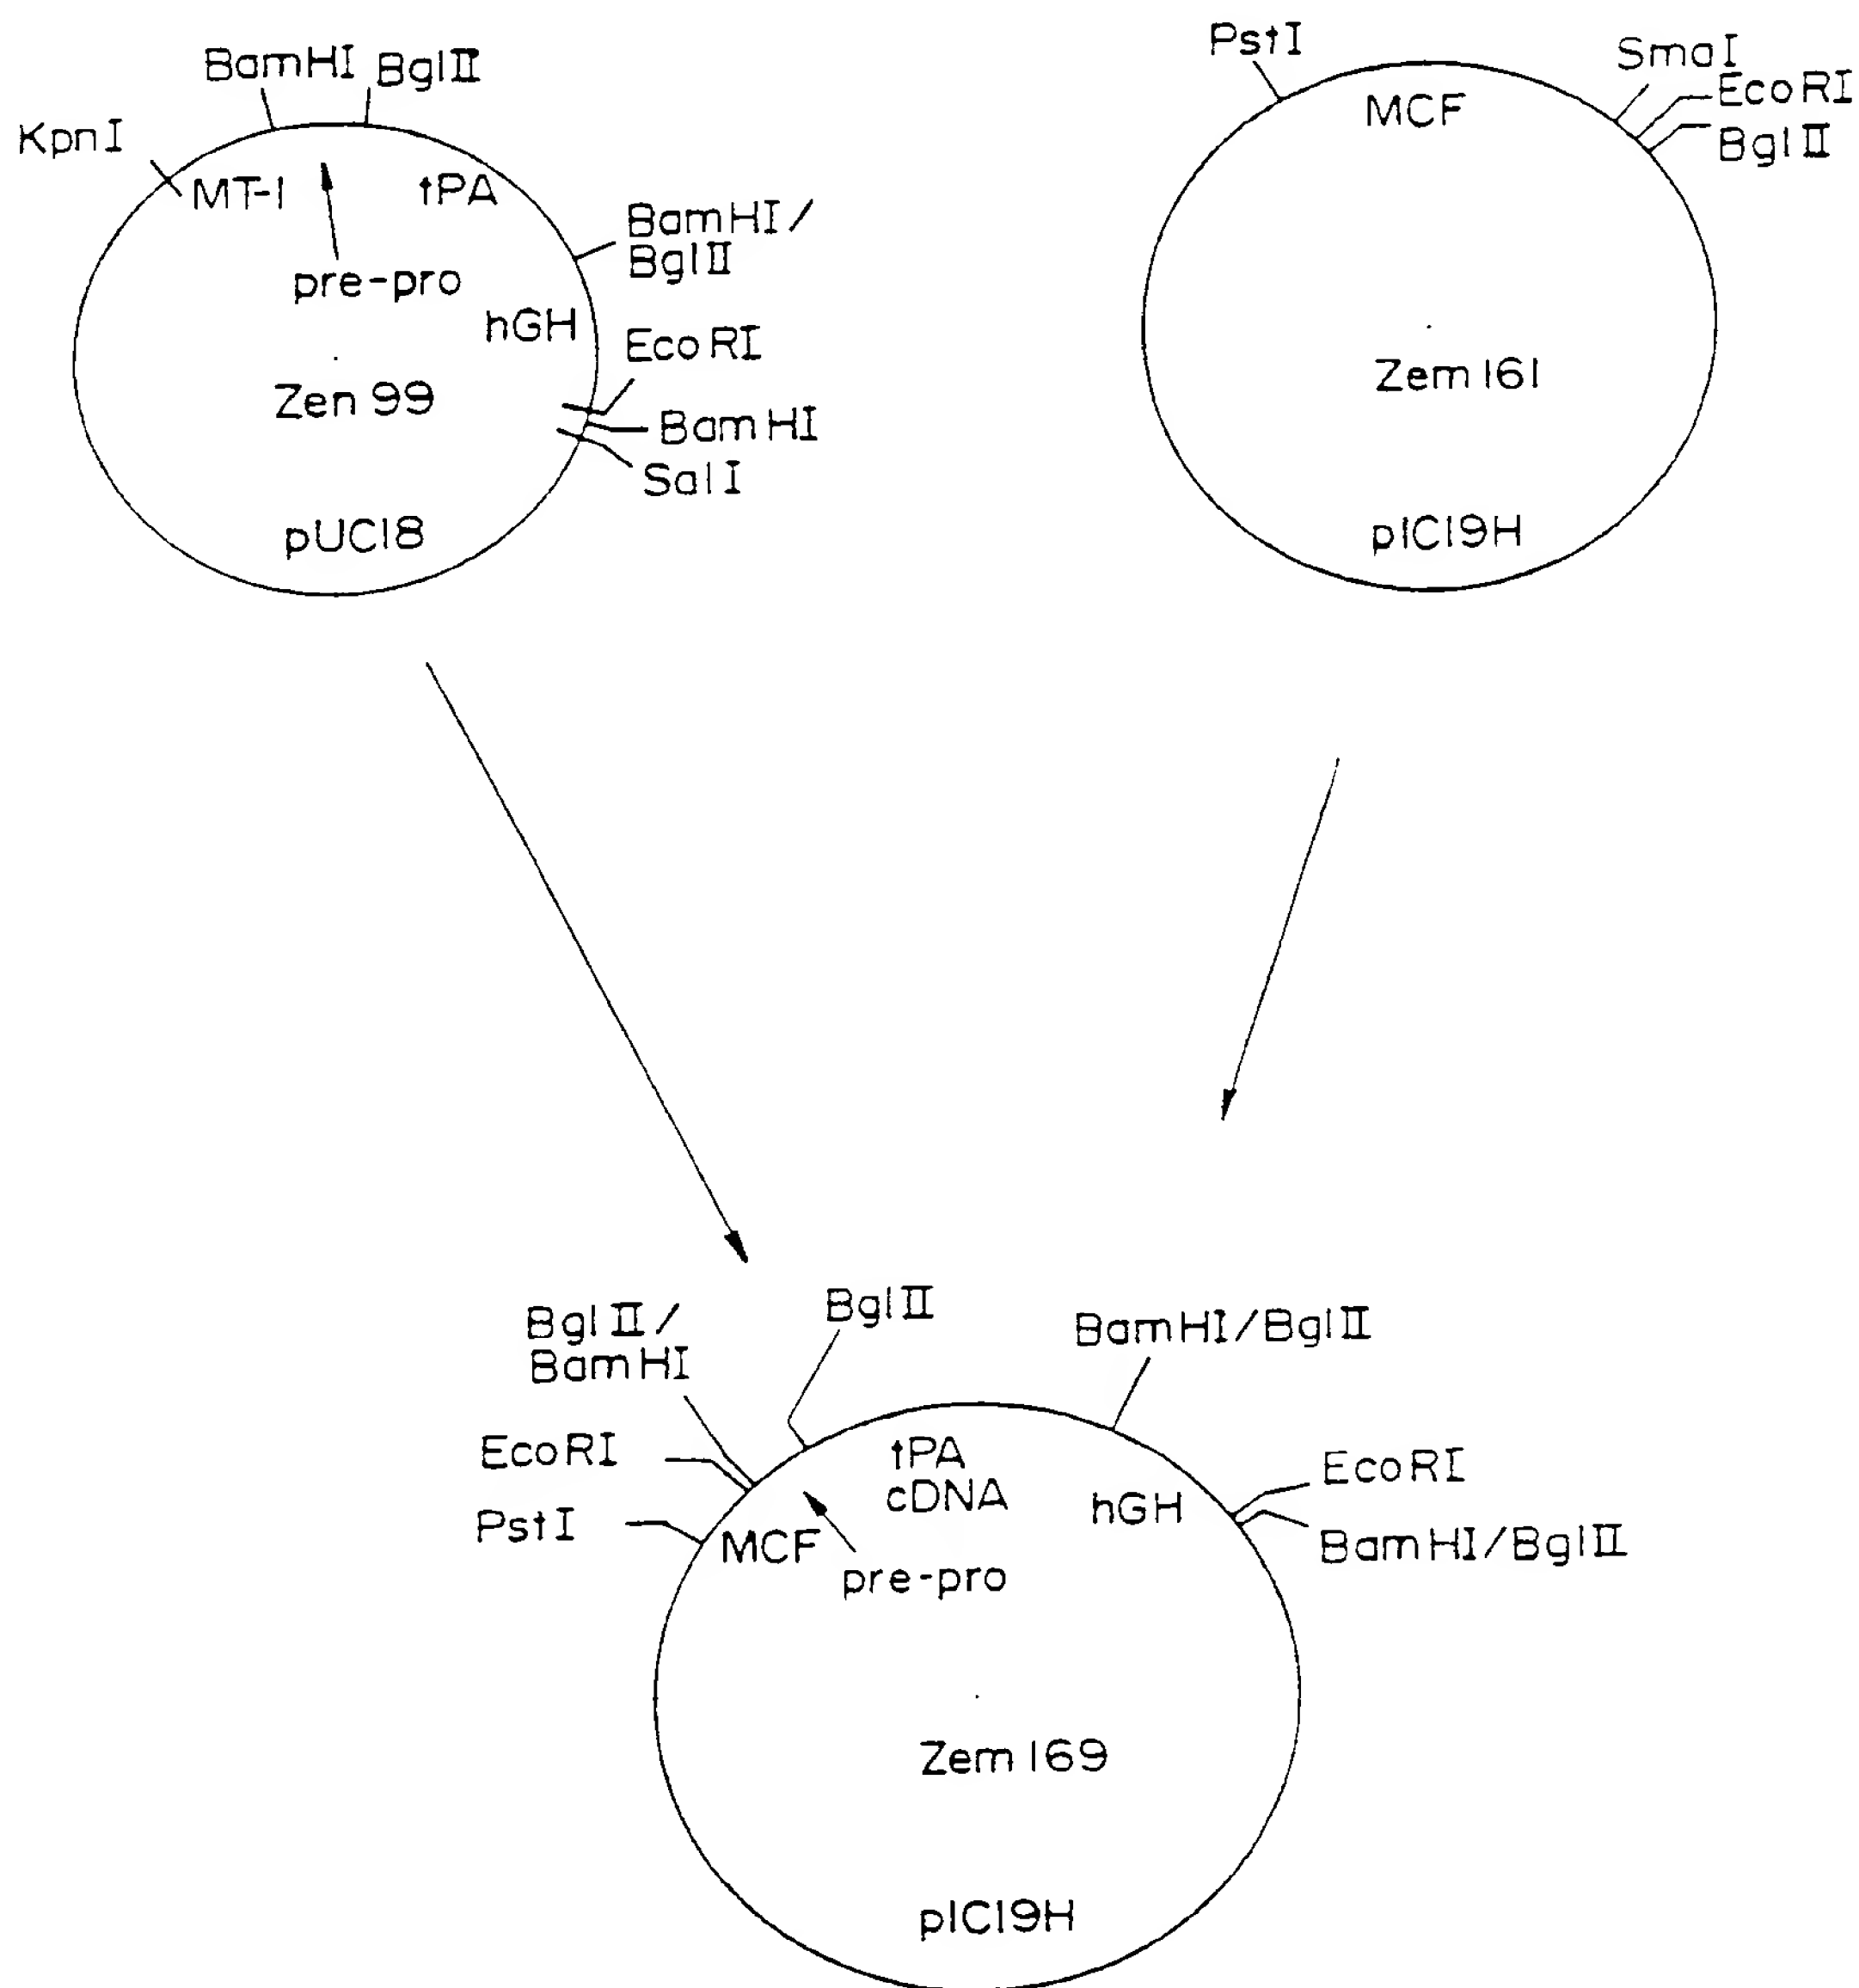 BamHI
BglII
KpnI
MT-1
tPA
BamHI/
BglII
pre-pro
hGH
EcoRI
Zen 99
BamHI
SalI
pUC18
PstI
SmaI
EcoRI
BglII
MCF
Zem 161
pIC19H
BglII/
BamHI
BglII
BamHI/BglII
EcoRI
tPA
cDNA
hGH
EcoRI
PstI
MCF
BamHI/BglII
pre-pro
Zem 169
pIC19H